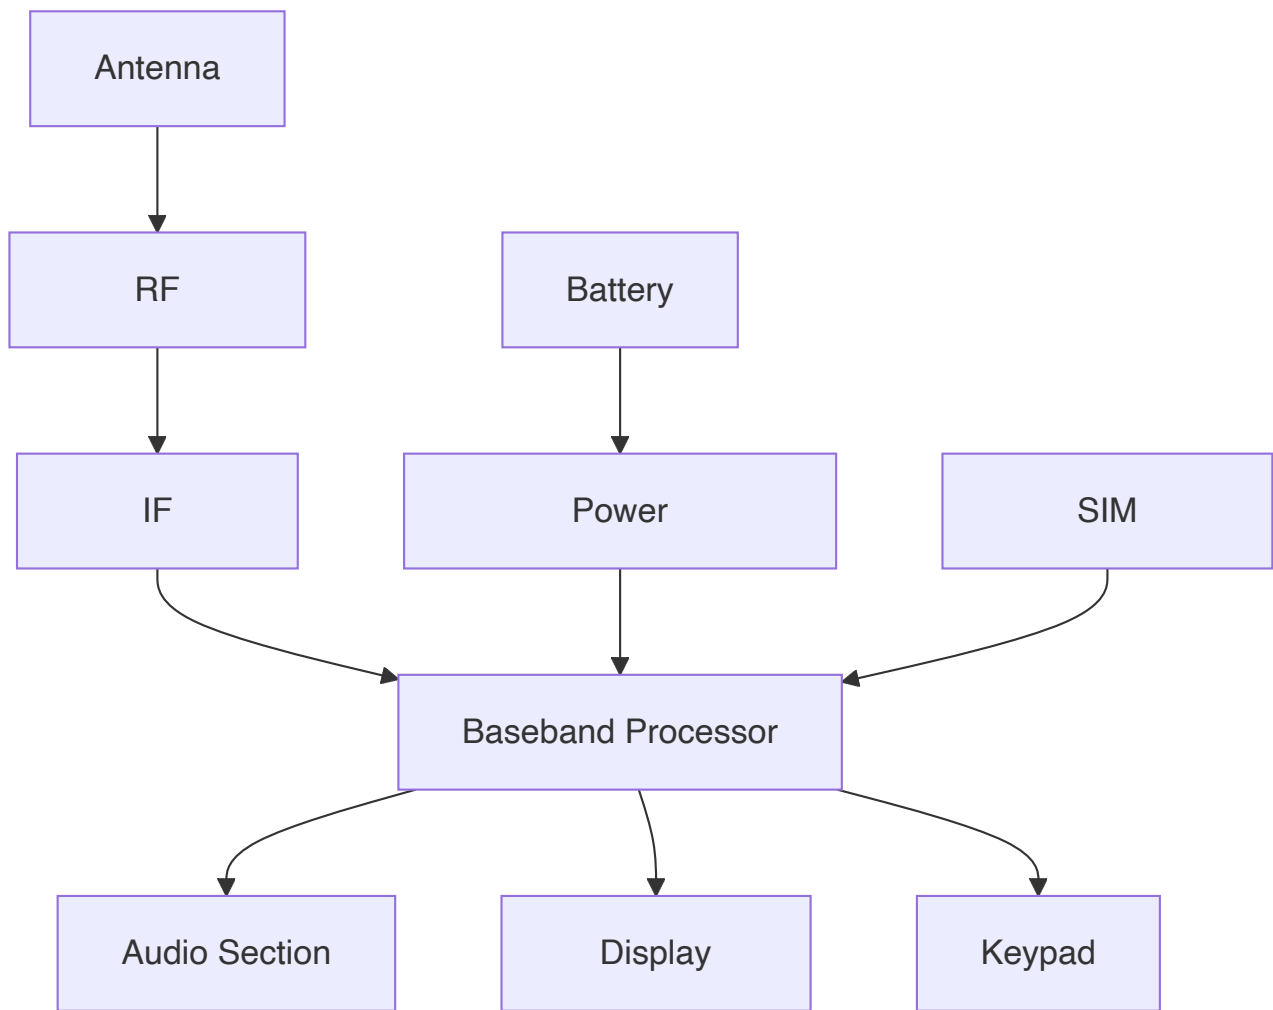 Antenna
RF
Battery
IF
Power
SIM
Baseband Processor
Audio Section
Display
Keypad